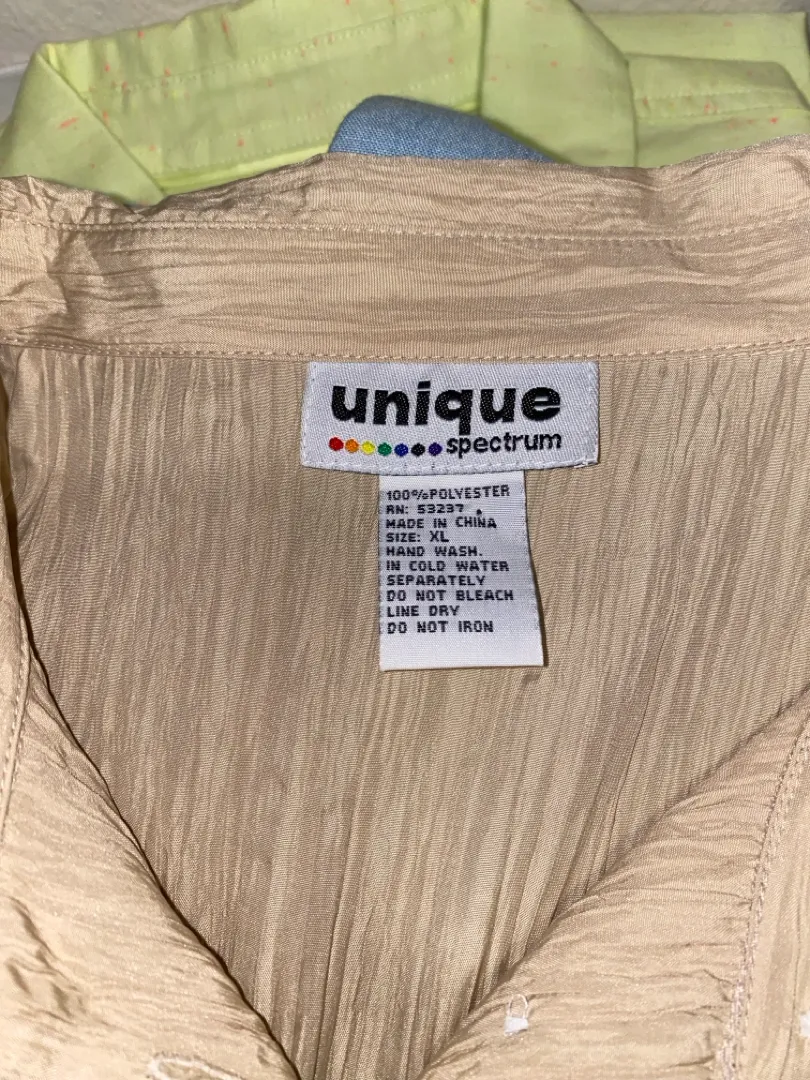 unique
spectrum
100%POLYESTER
RN: 53237
MADE IN CHINA
SIZE: XL
HAND WASH.
IN COLD WATER
SEPARATELY
DO NOT BLEACH
LINE DRY
DO NOT IRON